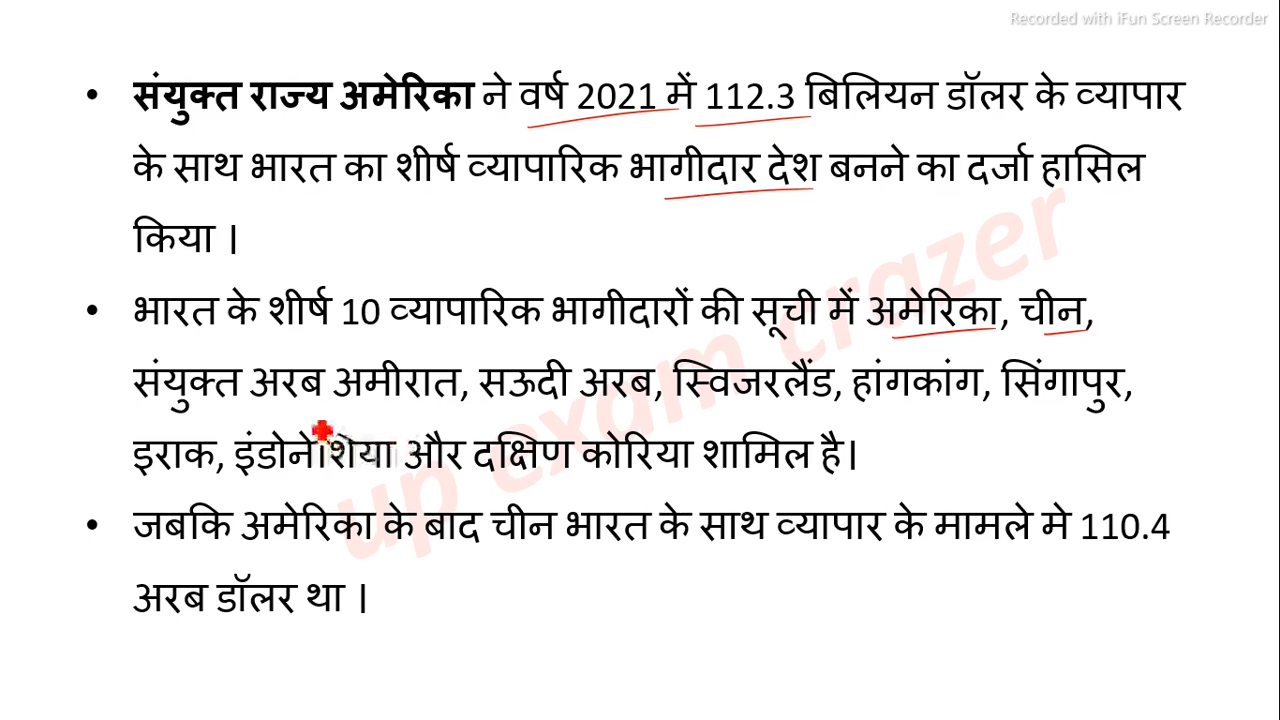 Recorded with iFun Screen Recorder
• संयुक्त राज्य अमेरिका ने वर्ष 2021 में 112.3 बिलियन डॉलर के व्यापार
के साथ भारत का शीर्ष व्यापारिक भागीदार देश बनने का दर्जा हासिल
किया ।
• भारत के शीर्ष 10 व्यापारिक भागीदारों की सूची में अमेरिका, चीन,
संयुक्त अरब अमीरात, सऊदी अरब, स्विजरलैंड, हांगकांग, सिंगापुर,
इराक, इंडोनेशिया और दक्षिण कोरिया शामिल है।
• जबकि अमेरिका के बाद चीन भारत के साथ व्यापार के मामले मे 110.4
अरब डॉलर था ।
up exam crazer